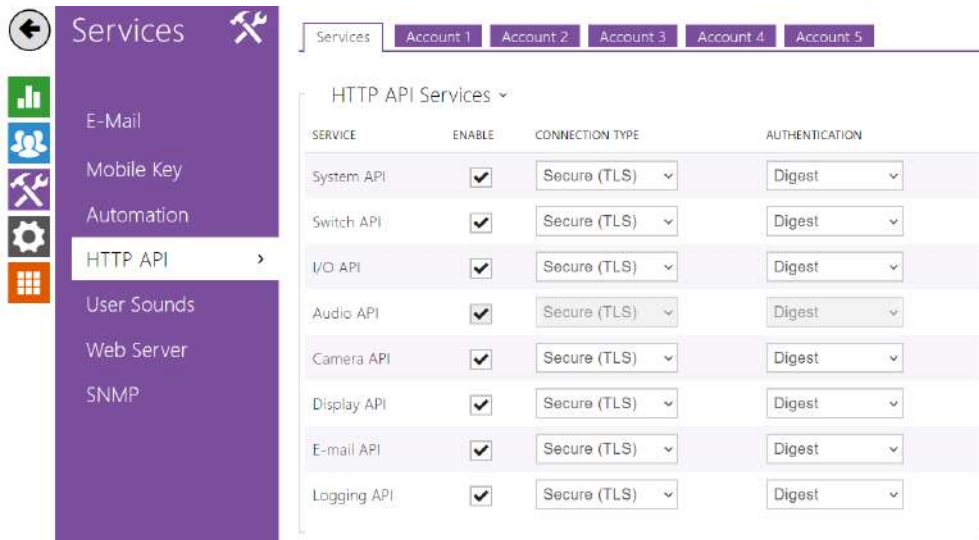 Services
Services Account 1 Account 2 Account 3 Account 4 Account 5
E-Mail
Mobile Key
Automation
HTTP API
User Sounds
Web Server
SNMP
HTTP API Services
SERVICE ENABLE CONNECTION TYPE AUTHENTICATION
System API Secure (TLS) Digest
Switch API Secure (TLS) Digest
I/O API Secure (TLS) Digest
Audio API Secure (TLS) Digest
Camera API Secure (TLS) Digest
Display API Secure (TLS) Digest
E-mail API Secure (TLS) Digest
Logging API Secure (TLS) Digest